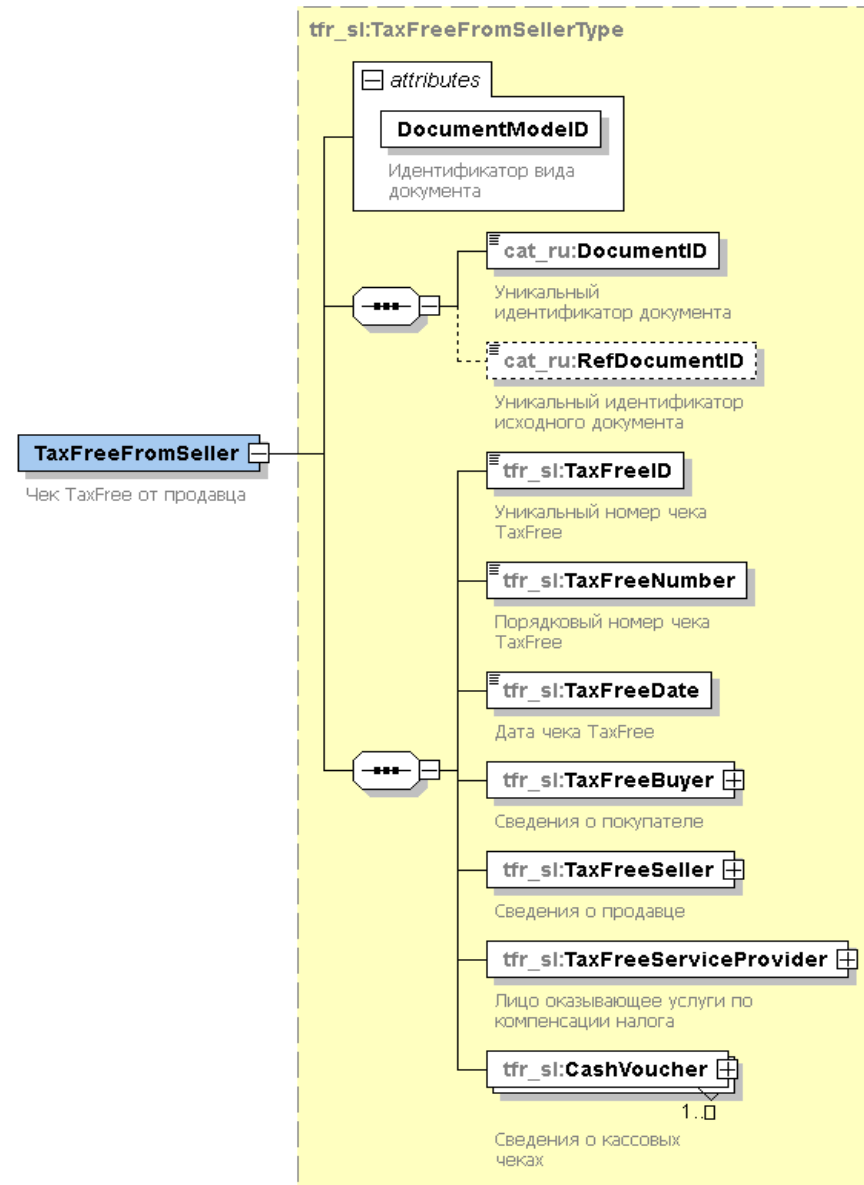 tfr_sl:TaxFreeFromSellerType
attributes
DocumentModeID
Идентификатор вида
документа
cat_ru:DocumentID
Уникальный
идентификатор документа
cat_ru:RefDocumentID
Уникальный идентификатор
исходного документа
TaxFreeFromSeller
Чек TaxFree от продавца
tfr_sl:TaxFreeID
Уникальный номер чека
TaxFree
tfr_sl:TaxFreeNumber
Порядковый номер чека
TaxFree
tfr_sl:TaxFreeDate
Дата чека TaxFree
tfr_sl:TaxFreeBuyer
Сведения о покупателе
tfr_sl:TaxFreeSeller
Сведения о продавце
tfr_sl:TaxFreeServiceProvider
Лицо оказывающее услуги по
компенсации налога
tfr_sl:CashVoucher
1..▯
Сведения о кассовых
чеках